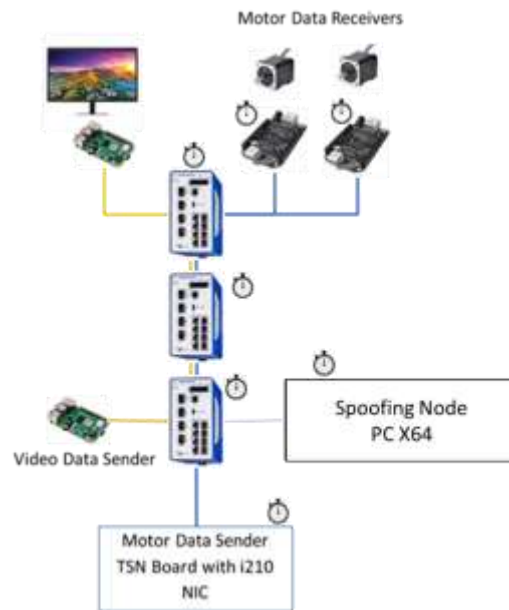 Motor Data Receivers
Spoofing Node
PC X64
Video Data Sender
Motor Data Sender
TSN Board with i210
NIC